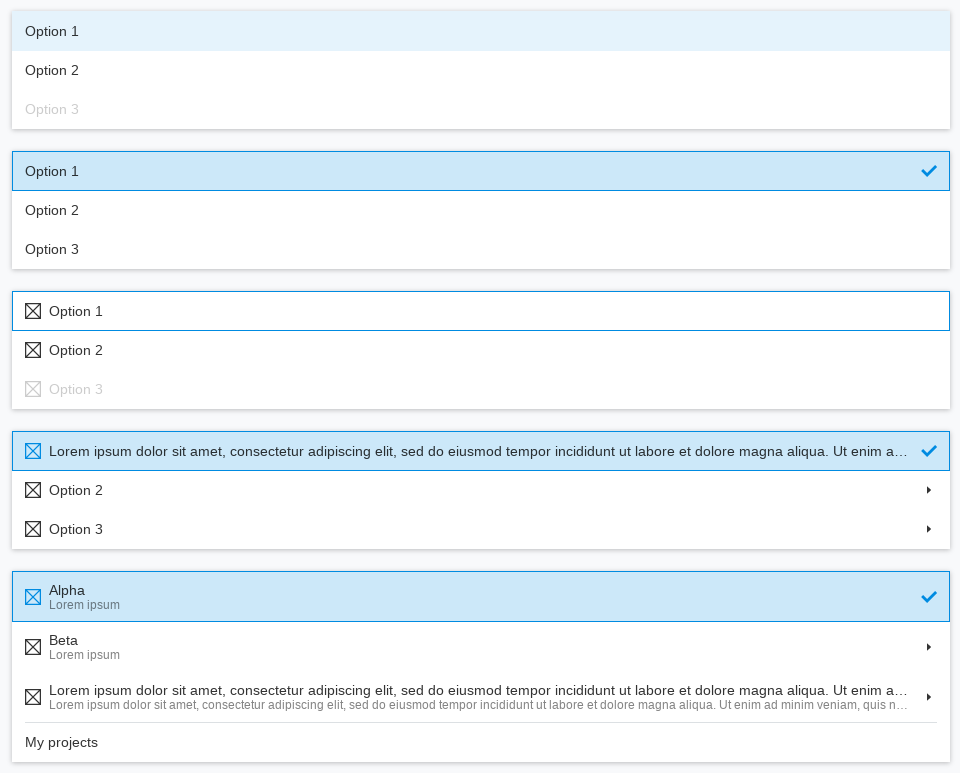 Option 1
Option 2
Option 3
Option 1
Option 2
Option 3
Option 1
Option 2
Option 3
Lorem ipsum dolor sit amet, consectetur adipiscing elit, sed do eiusmod tempor incididunt ut labore et dolore magna aliqua. Ut enim a…
Option 2
Option 3
Alpha
Lorem ipsum
Beta
Lorem ipsum
Lorem ipsum dolor sit amet, consectetur adipiscing elit, sed do eiusmod tempor incididunt ut labore et dolore magna aliqua. Ut enim a…
Lorem ipsum dolor sit amet, consectetur adipiscing elit, sed do eiusmod tempor incididunt ut labore et dolore magna aliqua. Ut enim ad minim veniam, quis n…
My projects